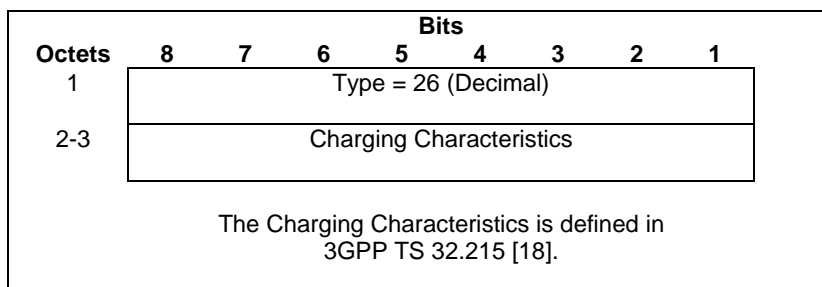 Bits
Octets 8 7 6 5 4 3 2 1
1 Type = 26 (Decimal)
2-3 Charging Characteristics
The Charging Characteristics is defined in
3GPP TS 32.215 [18].